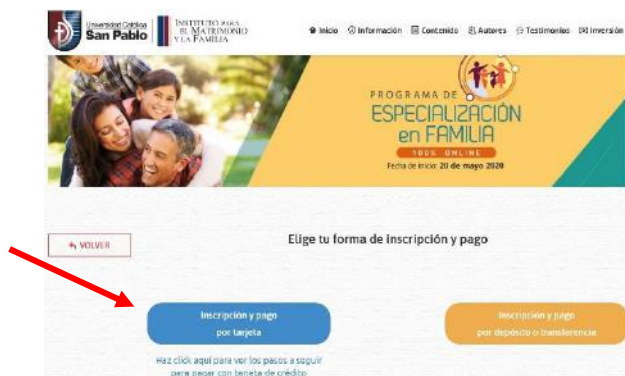 Universidad Católica
San Pablo
INSTITUTO PARA
EL MATRIMONIO
Y LA FAMILIA
Inicio Información Contenido Autores Testimonios Inversión
PROGRAMA DE
ESPECIALIZACIÓN
en FAMILIA
100% ONLINE
Fecha de inicio: 20 de mayo 2020
VOLVER
Elige tu forma de inscripción y pago
Inscripción y pago
por tarjeta
Inscripción y pago
por depósito o transferencia
Haz click aquí para ver los pasos a seguir
para pagar con tarjeta de crédito